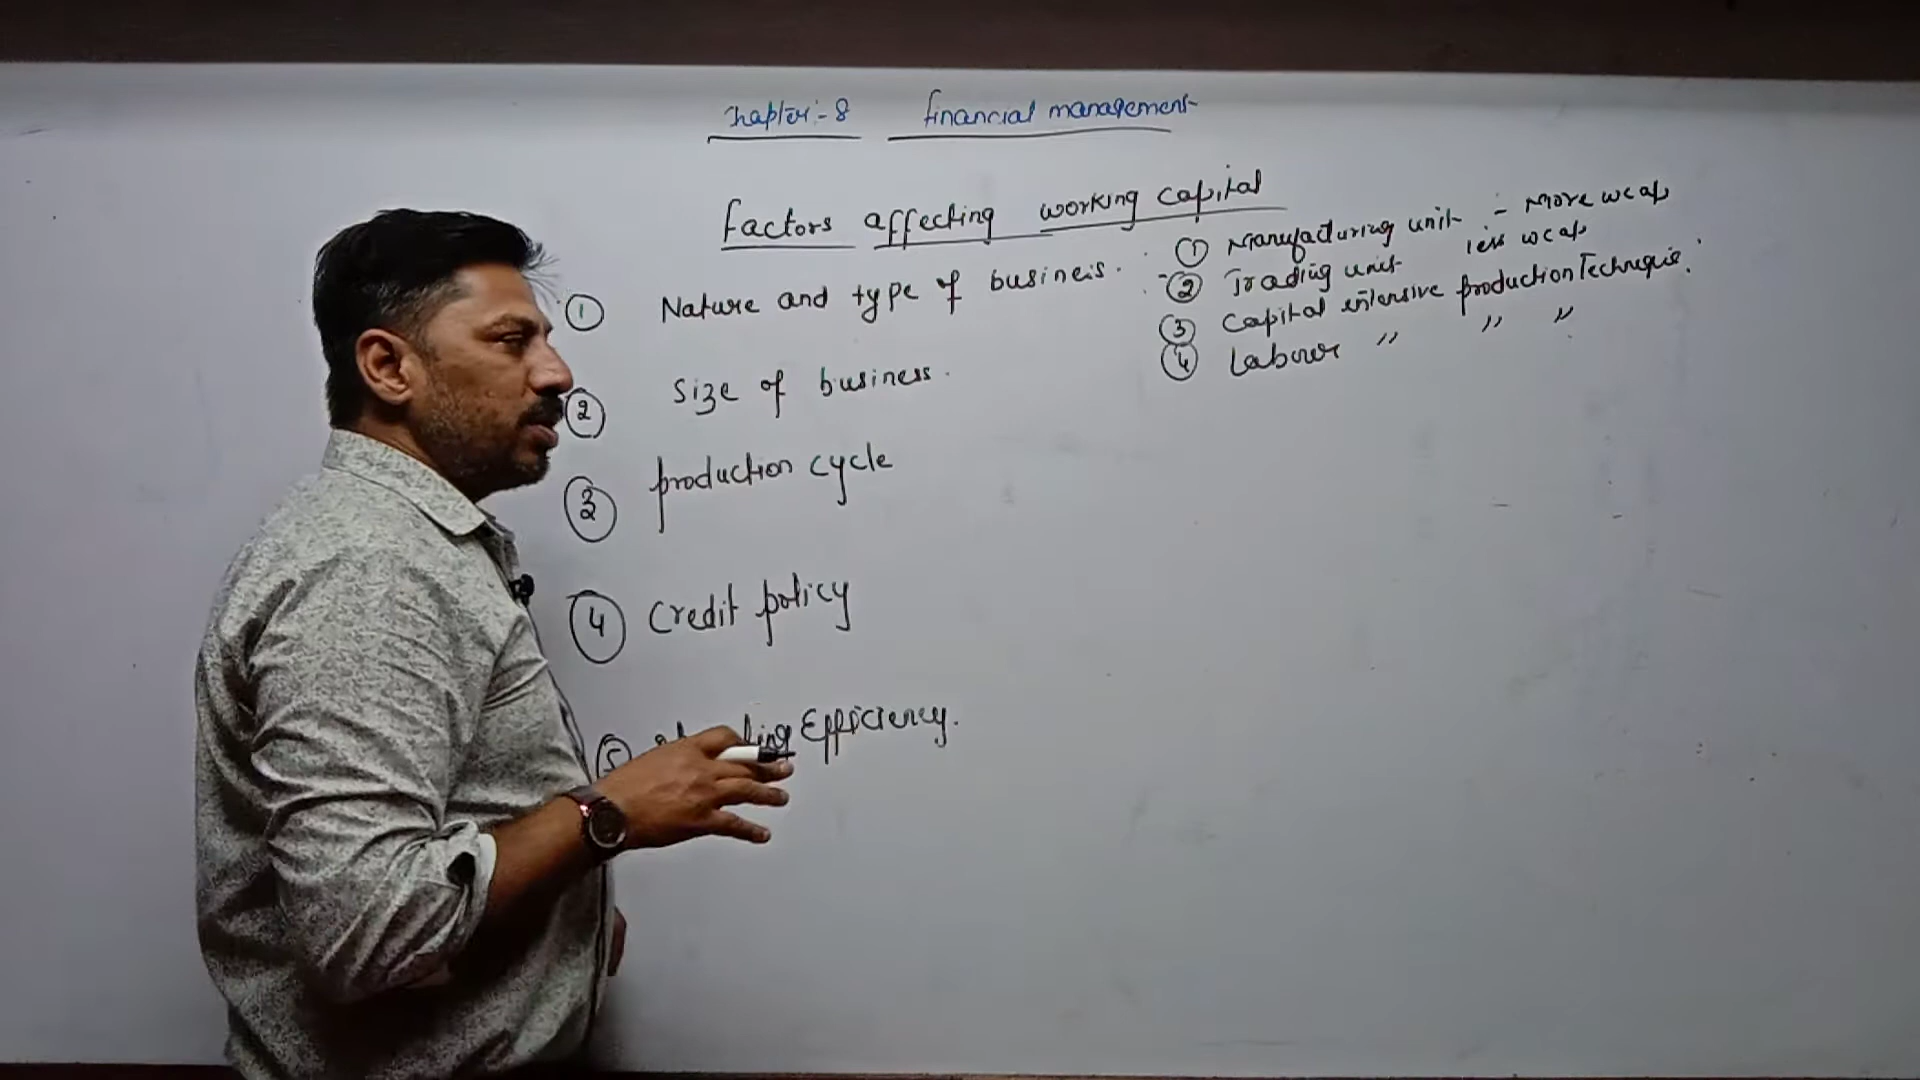 Chapter:- 8 financial management
factors affecting working capital
① Nature and type of business.
① Manufacturing unit - More wcap
② Trading unit less wcap
③ Capital intensive production Technique.
④ Labour " " "
② Size of business.
③ production cycle
④ Credit policy
⑤ Efficiency.